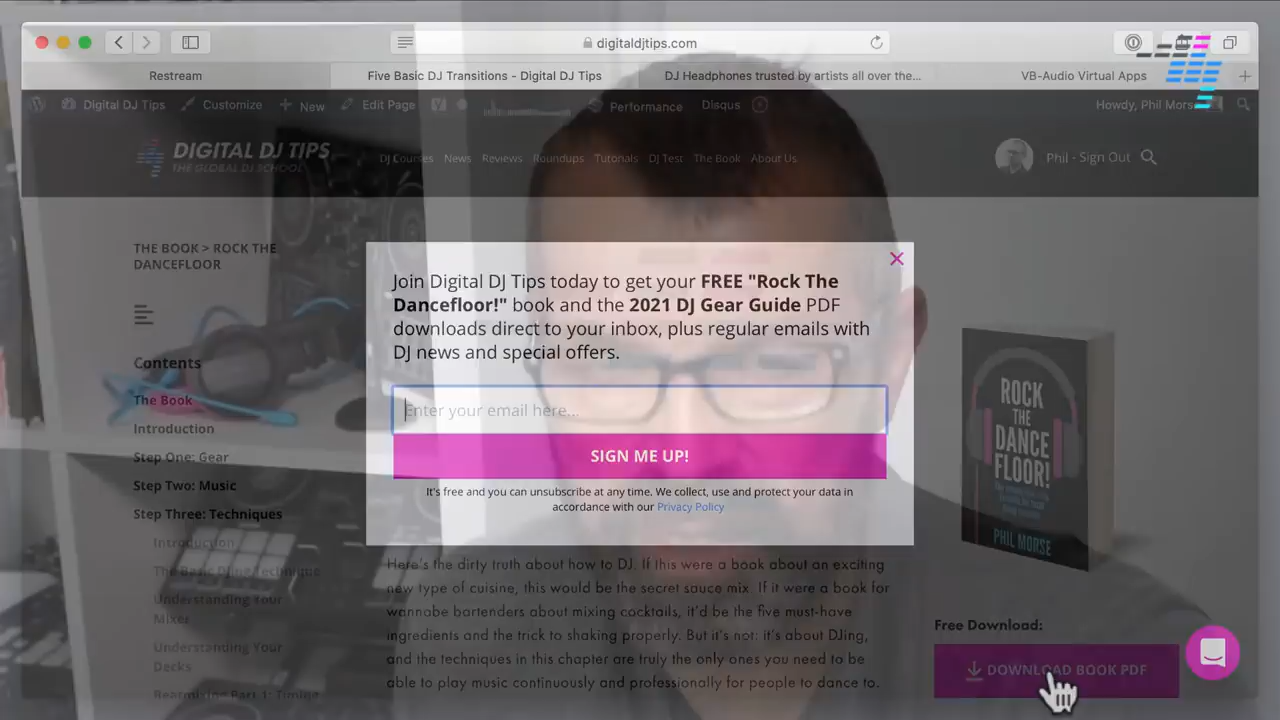 digitaldjtips.com
Restream
Five Basic DJ Transitions - Digital DJ Tips
DJ Headphones trusted by artists all over the...
VB-Audio Virtual Apps
Digital DJ Tips
Customize
New
Edit Page
Performance
Disqus
Howdy, Phil Morse
DIGITAL DJ TIPS
THE GLOBAL DJ SCHOOL
DJ Courses
News
Reviews
Roundups
Tutorials
DJ Test
The Book
About Us
Phil - Sign Out
THE BOOK > ROCK THE
DANCEFLOOR
Contents
The Book
Introduction
Step One: Gear
Step Two: Music
Step Three: Techniques
Introduction
The Basic DJing Technique
Understanding Your
Mixer
Understanding Your
Decks
Beatmixing Part 1: Timing
Join Digital DJ Tips today to get your FREE "Rock The
Dancefloor!" book and the 2021 DJ Gear Guide PDF
downloads direct to your inbox, plus regular emails with
DJ news and special offers.
Enter your email here...
SIGN ME UP!
It's free and you can unsubscribe at any time. We collect, use and protect your data in
accordance with our Privacy Policy
Here's the dirty truth about how to DJ. If this were a book about an exciting
new type of cuisine, this would be the secret sauce mix. If it were a book for
wannabe bartenders about mixing cocktails, it'd be the five must-have
ingredients and the trick to shaking properly. But it's not: it's about DJing,
and the techniques in this chapter are truly the only ones you need to be
able to play music continuously and professionally for people to dance to.
ROCK
THE
DANCE
FLOOR!
PHIL MORSE
Free Download:
DOWNLOAD BOOK PDF